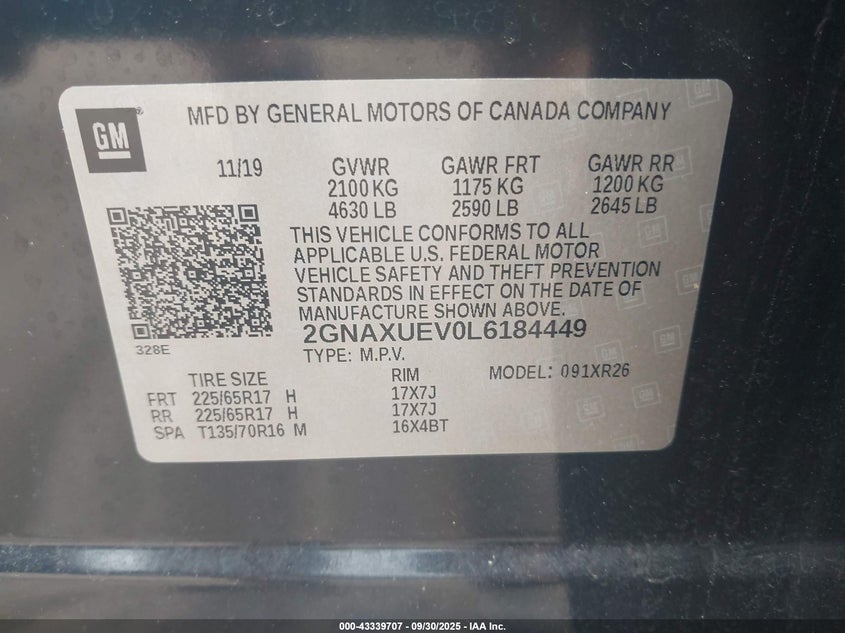 GM
MFD BY GENERAL MOTORS OF CANADA COMPANY
11/19 GVWR GAWR FRT GAWR RR
2100 KG 1175 KG 1200 KG
4630 LB 2590 LB 2645 LB
THIS VEHICLE CONFORMS TO ALL
APPLICABLE U.S. FEDERAL MOTOR
VEHICLE SAFETY AND THEFT PREVENTION
STANDARDS IN EFFECT ON THE DATE OF
MANUFACTURE SHOWN ABOVE.
2GNAXUEV0L6184449
328E
TYPE: M.P.V.
TIRE SIZE RIM MODEL: 091XR26
FRT 225/65R17 H 17X7J
RR 225/65R17 H 17X7J
SPA T135/70R16 M 16X4BT
000-43339707 - 09/30/2025 - IAA Inc.